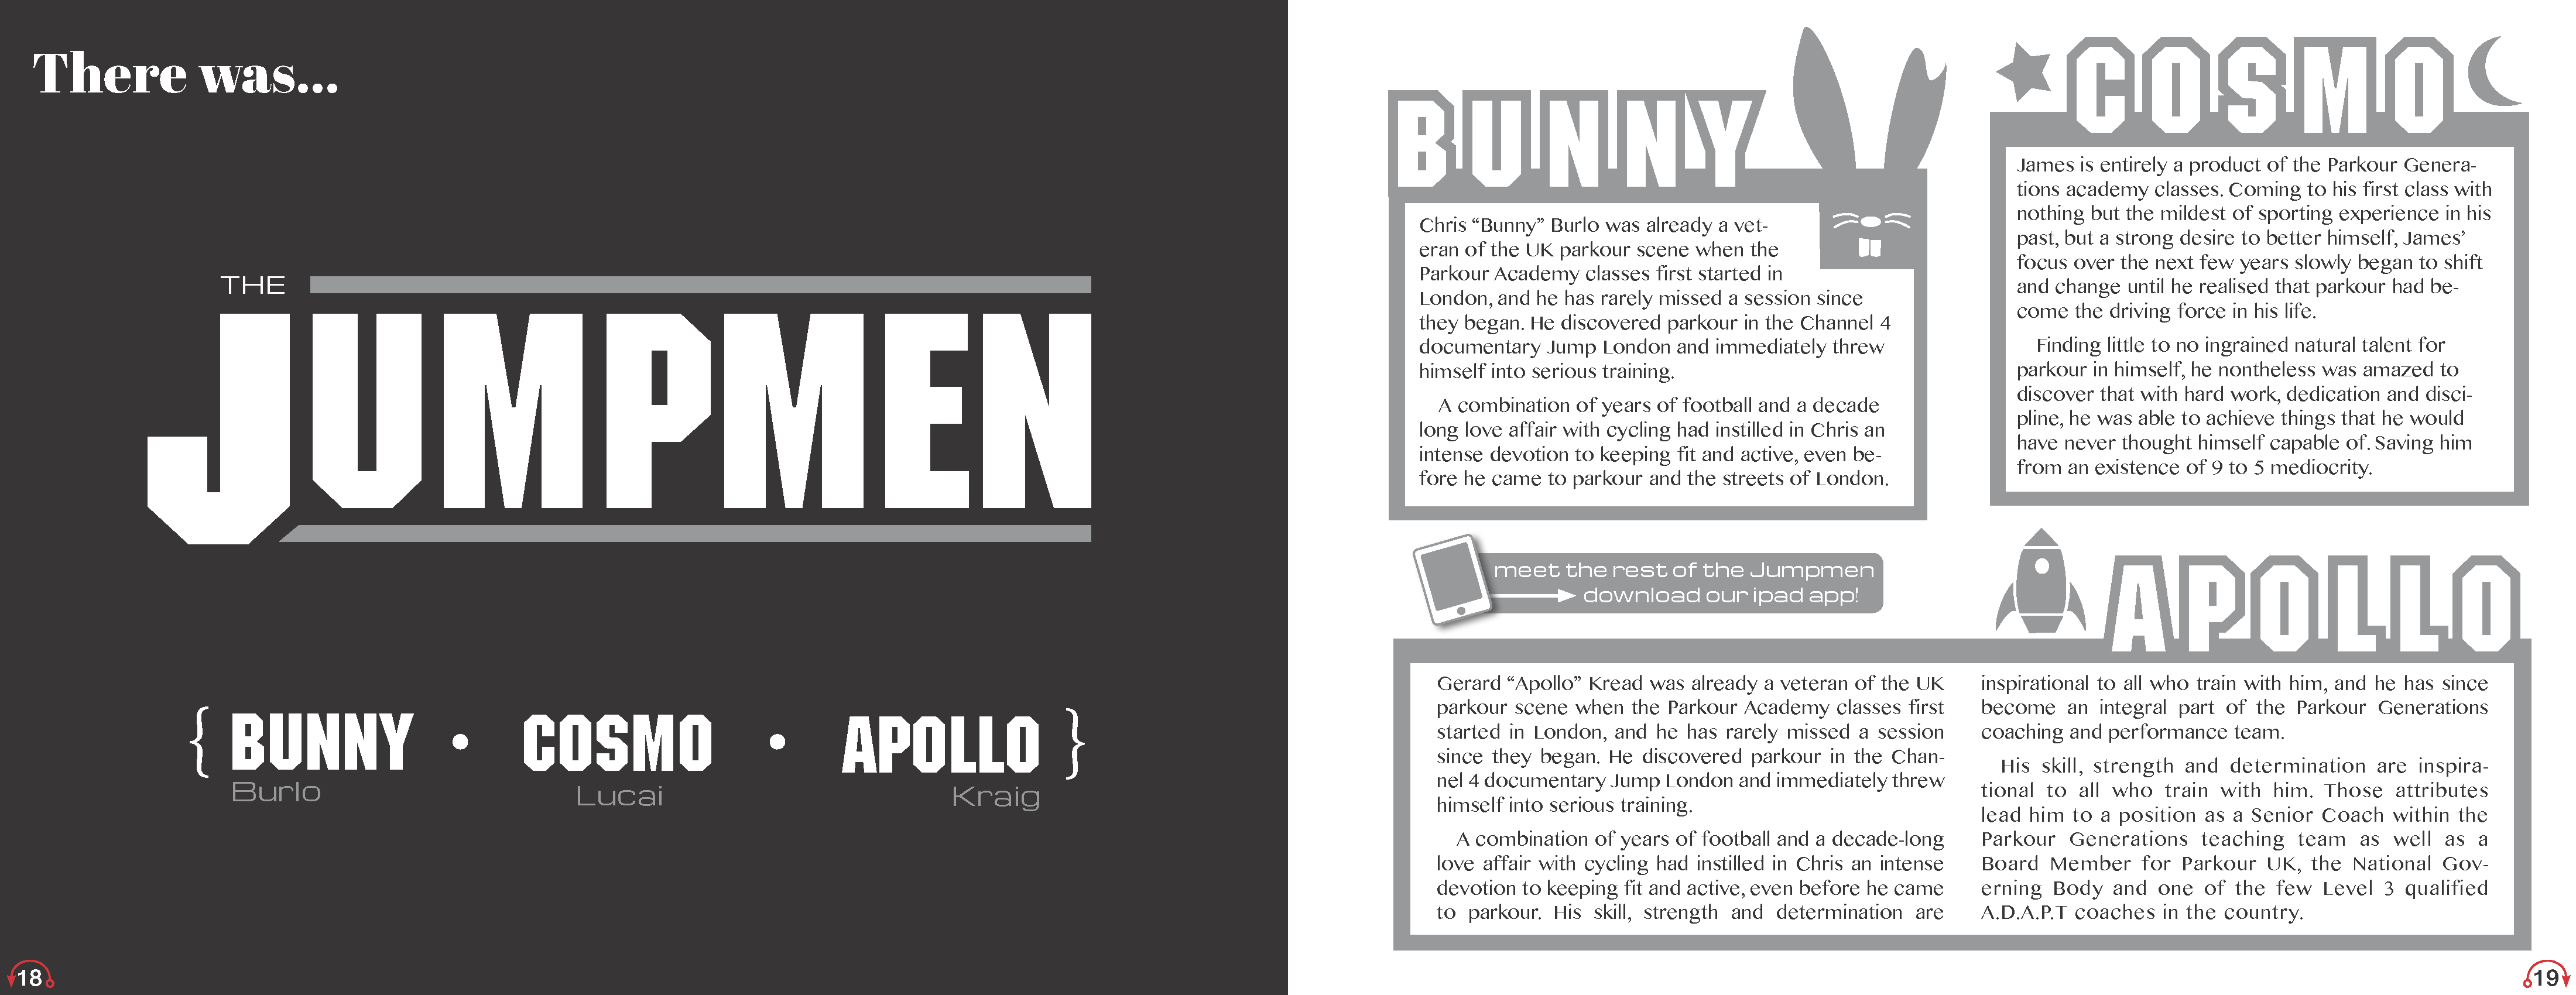 There was...
THE
JUMPMEN
{ BUNNY • COSMO • APOLLO }
Burlo Lucai Kraig
18
BUNNY
Chris “Bunny” Burlo was already a vet-
eran of the UK parkour scene when the
Parkour Academy classes first started in
London, and he has rarely missed a session since
they began. He discovered parkour in the Channel 4
documentary Jump London and immediately threw
himself into serious training.
A combination of years of football and a decade
long love affair with cycling had instilled in Chris an
intense devotion to keeping fit and active, even be-
fore he came to parkour and the streets of London.
COSMO
James is entirely a product of the Parkour Genera-
tions academy classes. Coming to his first class with
nothing but the mildest of sporting experience in his
past, but a strong desire to better himself, James’
focus over the next few years slowly began to shift
and change until he realised that parkour had be-
come the driving force in his life.
Finding little to no ingrained natural talent for
parkour in himself, he nonetheless was amazed to
discover that with hard work, dedication and disci-
pline, he was able to achieve things that he would
have never thought himself capable of. Saving him
from an existence of 9 to 5 mediocrity.
meet the rest of the Jumpmen
download our ipad app!
APOLLO
Gerard “Apollo” Kread was already a veteran of the UK
parkour scene when the Parkour Academy classes first
started in London, and he has rarely missed a session
since they began. He discovered parkour in the Chan-
nel 4 documentary Jump London and immediately threw
himself into serious training.
A combination of years of football and a decade-long
love affair with cycling had instilled in Chris an intense
devotion to keeping fit and active, even before he came
to parkour. His skill, strength and determination are
inspirational to all who train with him, and he has since
become an integral part of the Parkour Generations
coaching and performance team.
His skill, strength and determination are inspira-
tional to all who train with him. Those attributes
lead him to a position as a Senior Coach within the
Parkour Generations teaching team as well as a
Board Member for Parkour UK, the National Gov-
erning Body and one of the few Level 3 qualified
A.D.A.P.T coaches in the country.
19